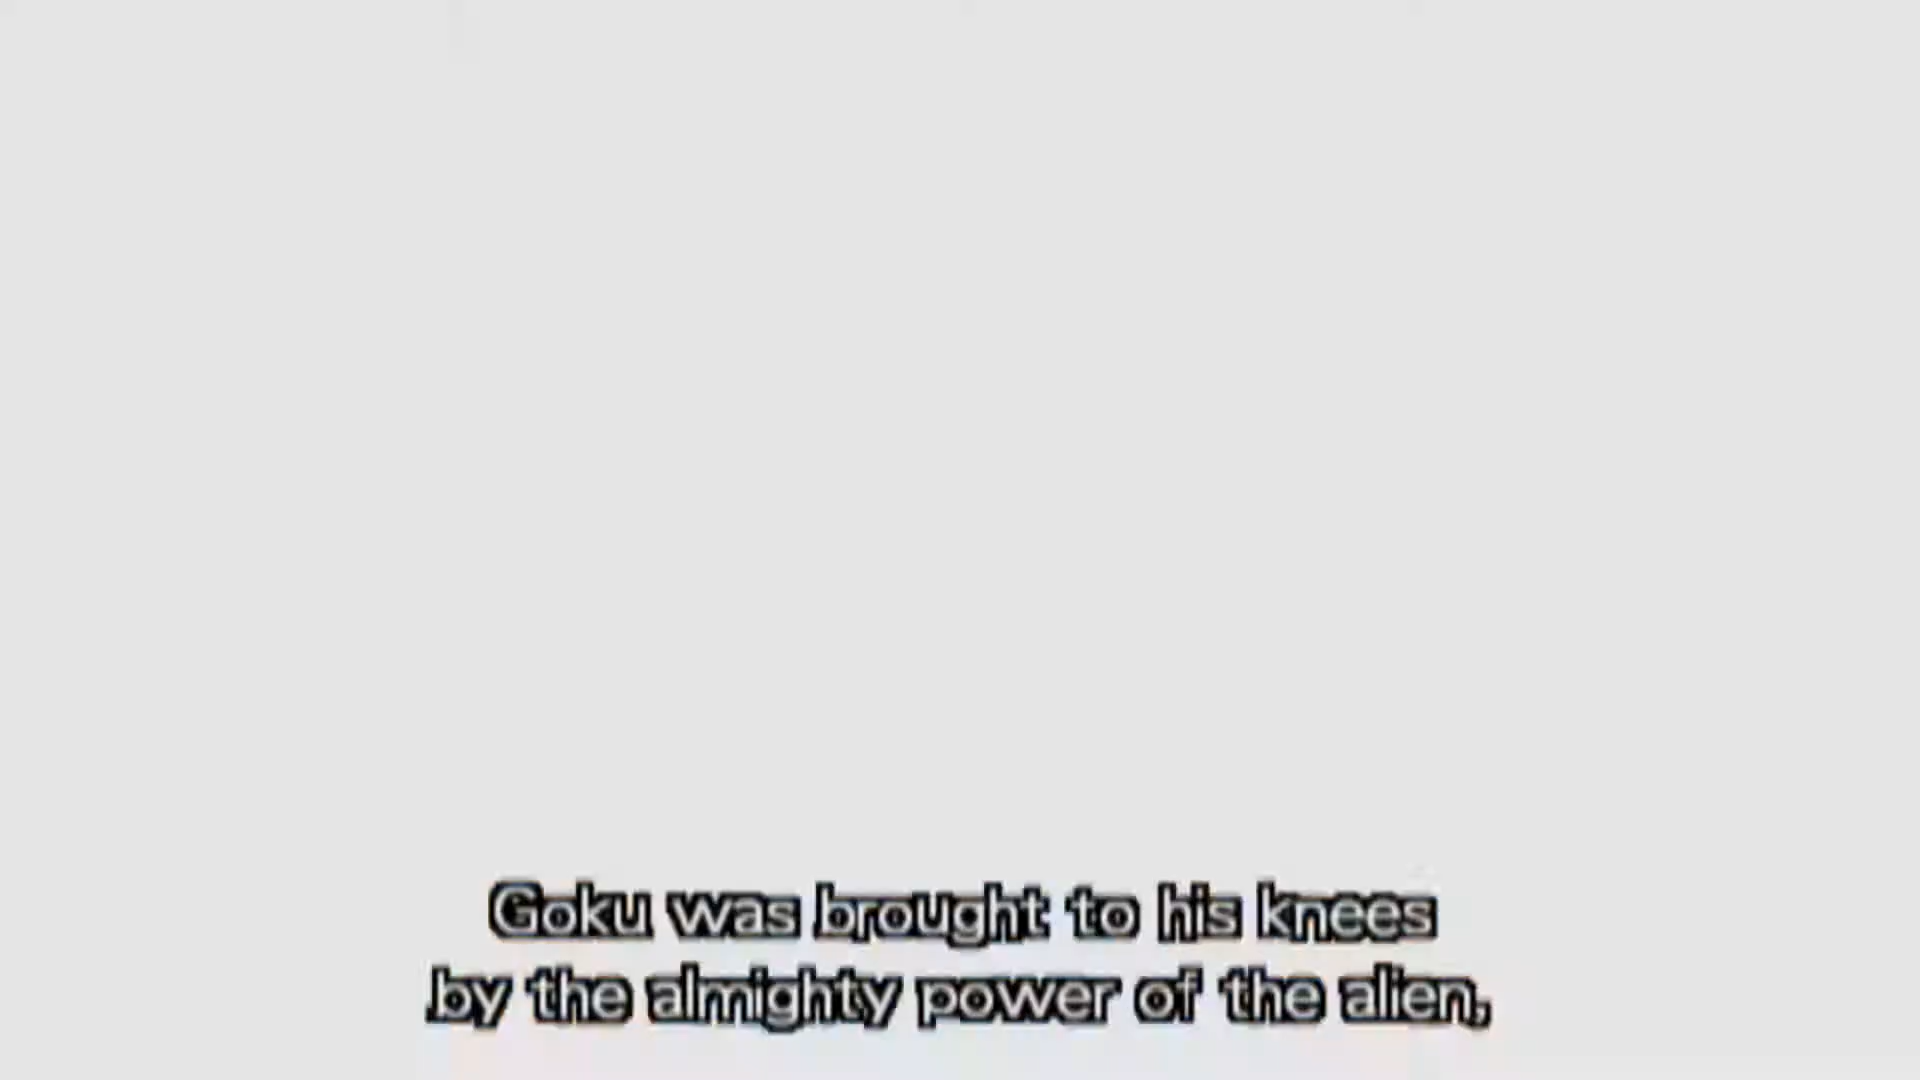 Goku was brought to his knees
by the almighty power of the alien,